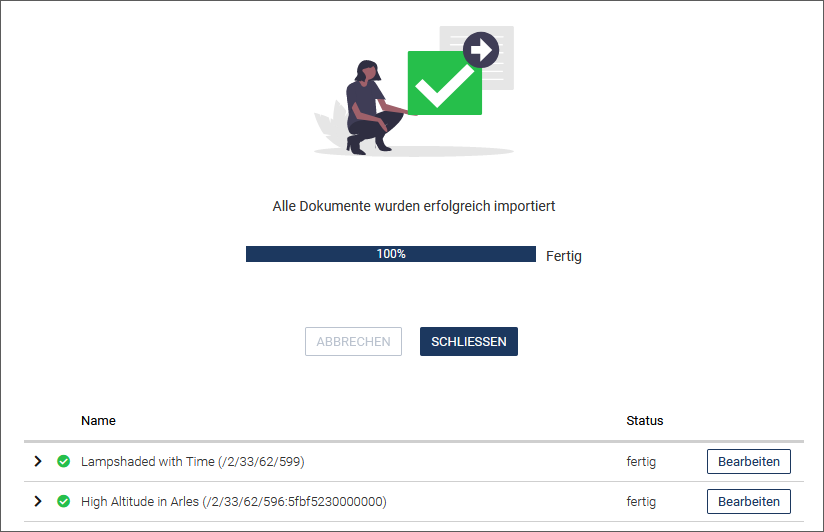 Alle Dokumente wurden erfolgreich importiert
100% Fertig
ABBRECHEN SCHLIESSEN
Name Status
Lampshaded with Time (/2/33/62/599) fertig Bearbeiten
High Altitude in Arles (/2/33/62/596:5fbf5230000000) fertig Bearbeiten